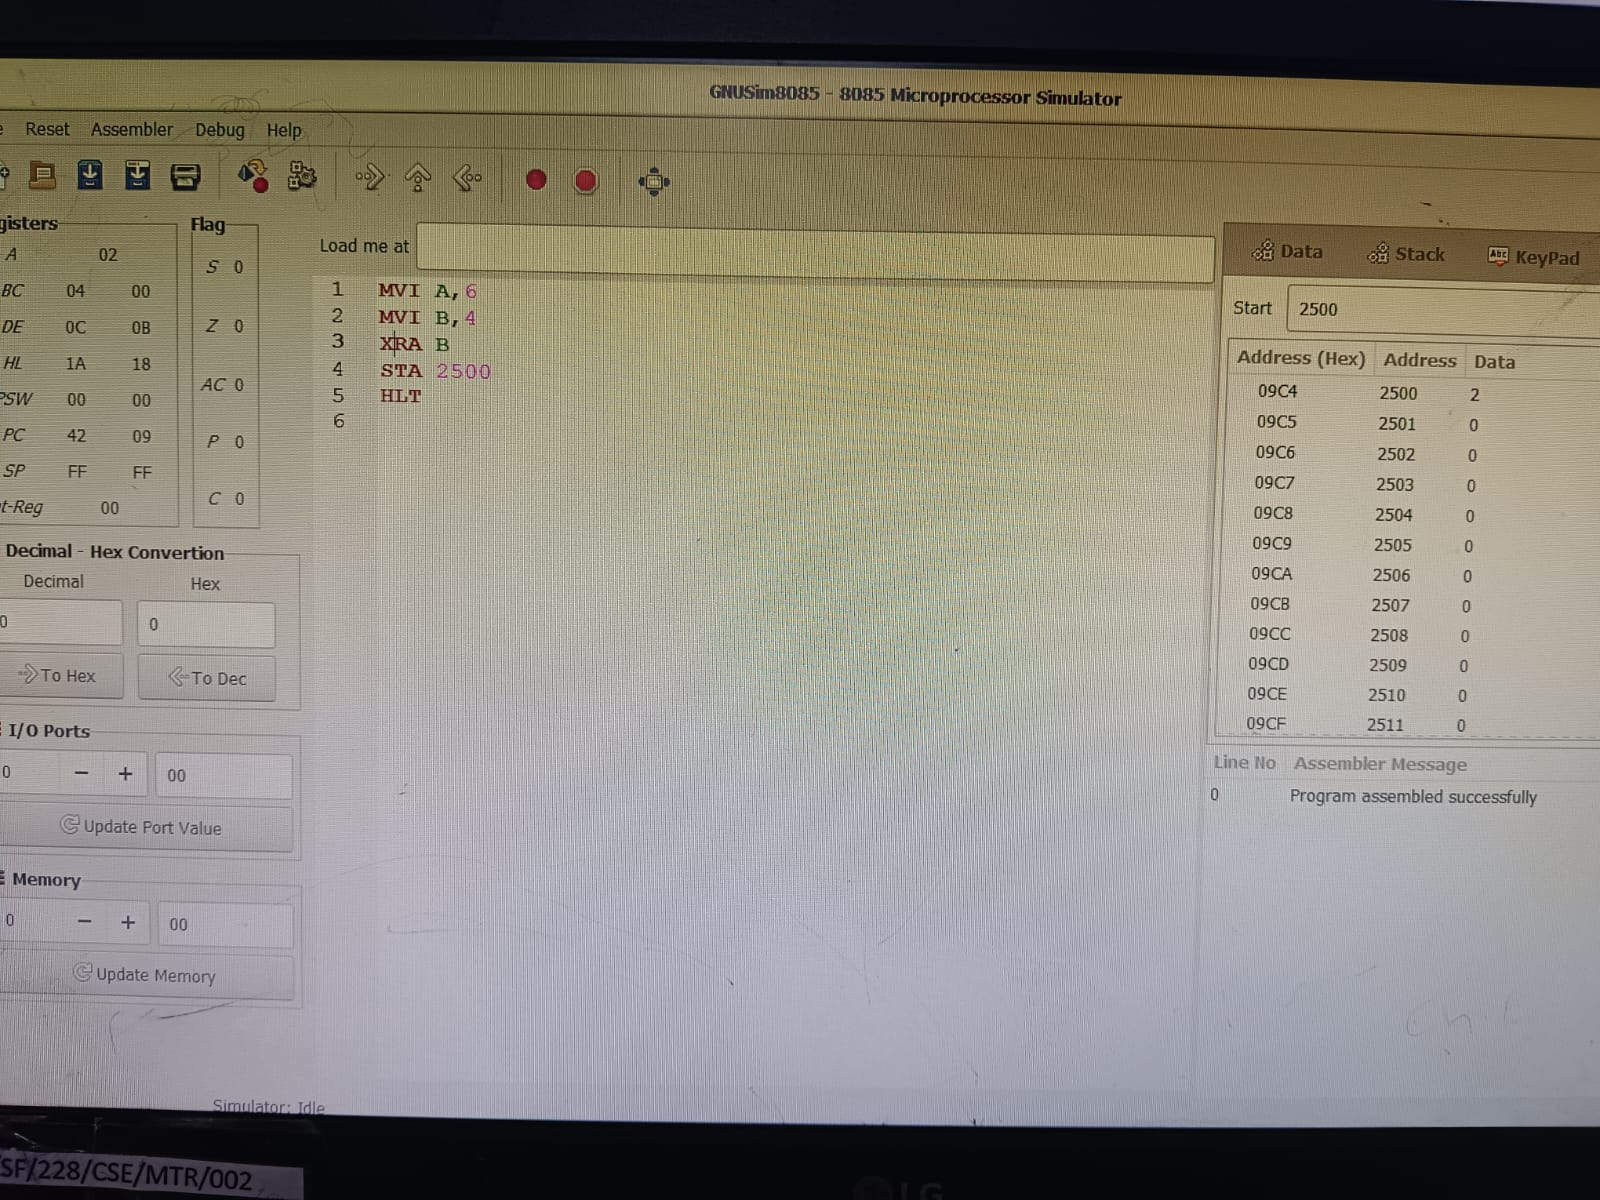 GNUSim8085 - 8085 Microprocessor Simulator
Reset Assembler Debug Help
Registers
A 02
BC 04 00
DE 0C 0B
HL 1A 18
PSW 00 00
PC 42 09
SP FF FF
Int-Reg 00
Flag
S 0
Z 0
AC 0
P 0
C 0
Decimal - Hex Convertion
Decimal Hex
0 0
To Hex To Dec
I/O Ports
0 − + 00
Update Port Value
Memory
0 − + 00
Update Memory
Load me at
1 MVI A,6
2 MVI B,4
3 XRA B
4 STA 2500
5 HLT
6
Data Stack KeyPad
Start 2500
Address (Hex) Address Data
09C4 2500 2
09C5 2501 0
09C6 2502 0
09C7 2503 0
09C8 2504 0
09C9 2505 0
09CA 2506 0
09CB 2507 0
09CC 2508 0
09CD 2509 0
09CE 2510 0
09CF 2511 0
Line No Assembler Message
0 Program assembled successfully
Simulator: Idle
SF/228/CSE/MTR/002
LG